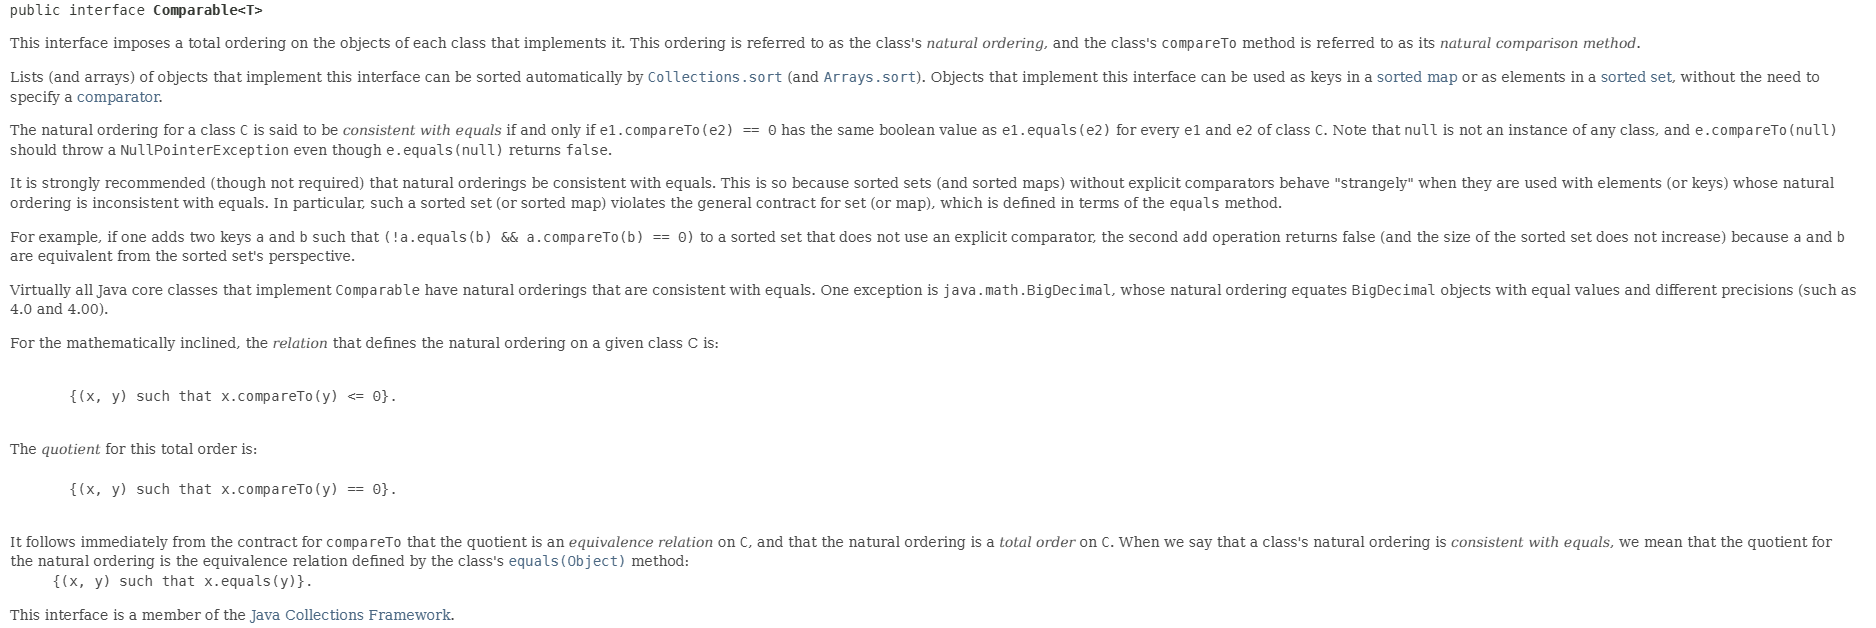 public interface Comparable<T>
This interface imposes a total ordering on the objects of each class that implements it. This ordering is referred to as the class's natural ordering, and the class's compareTo method is referred to as its natural comparison method.
Lists (and arrays) of objects that implement this interface can be sorted automatically by Collections.sort (and Arrays.sort). Objects that implement this interface can be used as keys in a sorted map or as elements in a sorted set, without the need to
specify a comparator.
The natural ordering for a class C is said to be consistent with equals if and only if e1.compareTo(e2) == 0 has the same boolean value as e1.equals(e2) for every e1 and e2 of class C. Note that null is not an instance of any class, and e.compareTo(null)
should throw a NullPointerException even though e.equals(null) returns false.
It is strongly recommended (though not required) that natural orderings be consistent with equals. This is so because sorted sets (and sorted maps) without explicit comparators behave "strangely" when they are used with elements (or keys) whose natural
ordering is inconsistent with equals. In particular, such a sorted set (or sorted map) violates the general contract for set (or map), which is defined in terms of the equals method.
For example, if one adds two keys a and b such that (!a.equals(b) && a.compareTo(b) == 0) to a sorted set that does not use an explicit comparator, the second add operation returns false (and the size of the sorted set does not increase) because a and b
are equivalent from the sorted set's perspective.
Virtually all Java core classes that implement Comparable have natural orderings that are consistent with equals. One exception is java.math.BigDecimal, whose natural ordering equates BigDecimal objects with equal values and different precisions (such as
4.0 and 4.00).
For the mathematically inclined, the relation that defines the natural ordering on a given class C is:
{(x, y) such that x.compareTo(y) <= 0}.
The quotient for this total order is:
{(x, y) such that x.compareTo(y) == 0}.
It follows immediately from the contract for compareTo that the quotient is an equivalence relation on C, and that the natural ordering is a total order on C. When we say that a class's natural ordering is consistent with equals, we mean that the quotient for
the natural ordering is the equivalence relation defined by the class's equals(Object) method:
{(x, y) such that x.equals(y)}.
This interface is a member of the Java Collections Framework.